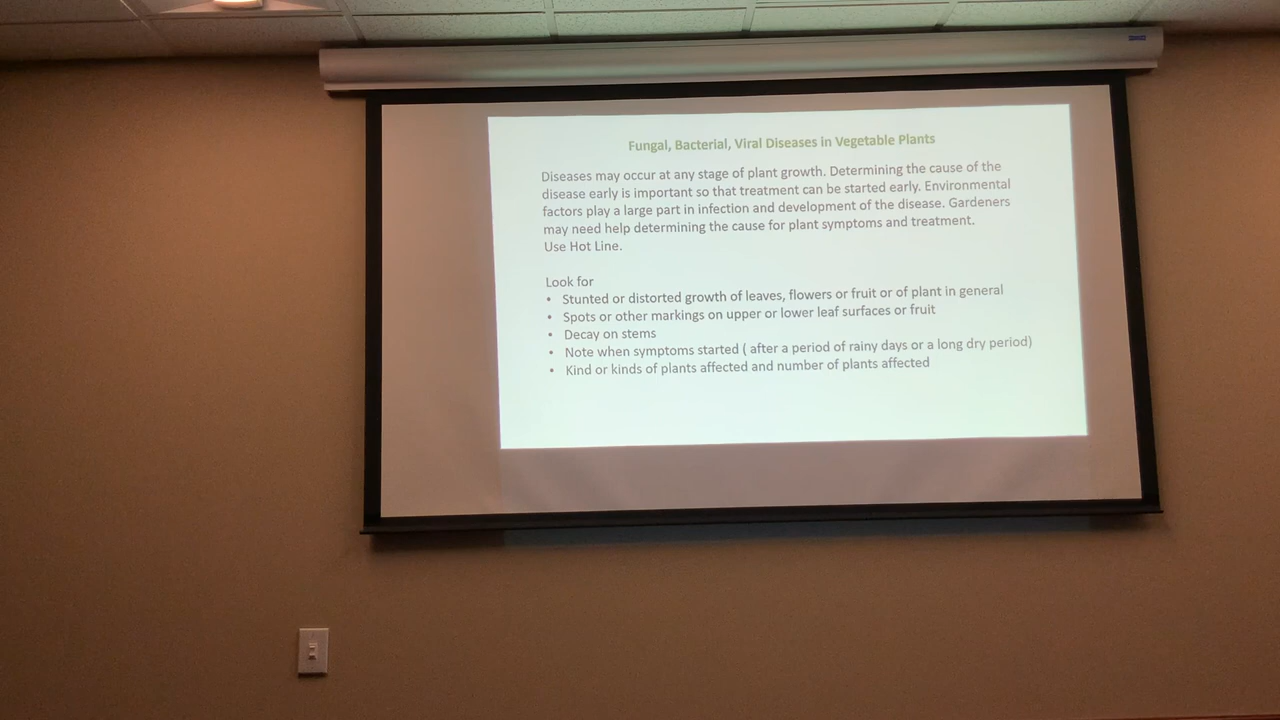 Fungal, Bacterial, Viral Diseases in Vegetable Plants
Diseases may occur at any stage of plant growth. Determining the cause of the
disease early is important so that treatment can be started early. Environmental
factors play a large part in infection and development of the disease. Gardeners
may need help determining the cause for plant symptoms and treatment.
Use Hot Line.
Look for
• Stunted or distorted growth of leaves, flowers or fruit or of plant in general
• Spots or other markings on upper or lower leaf surfaces or fruit
• Decay on stems
• Note when symptoms started ( after a period of rainy days or a long dry period)
• Kind or kinds of plants affected and number of plants affected